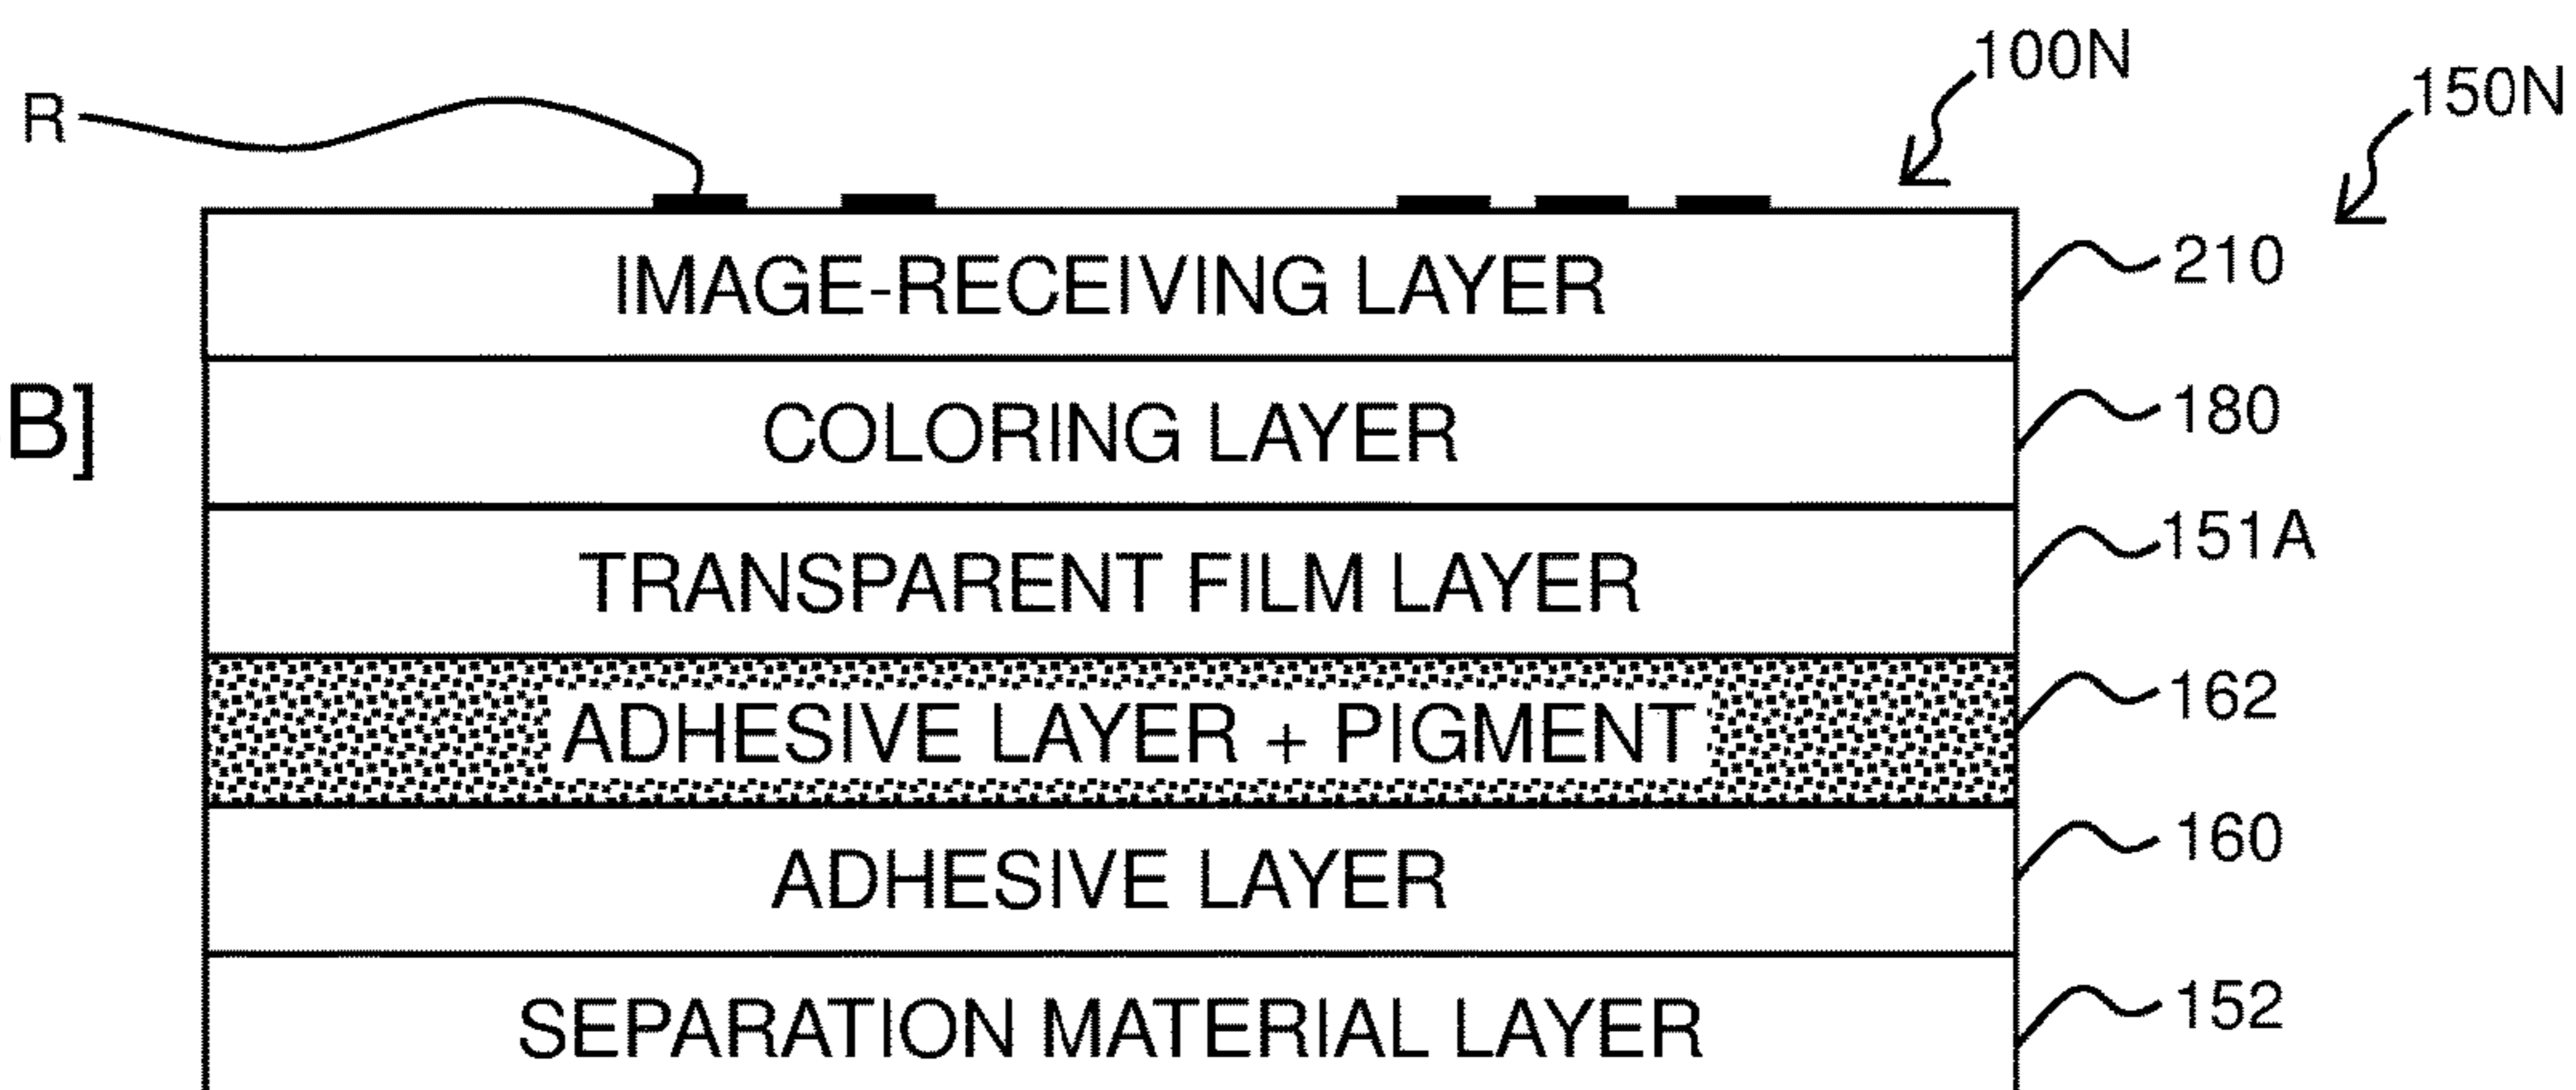 100N
150N
R
IMAGE-RECEIVING LAYER
210
B]
COLORING LAYER
180
TRANSPARENT FILM LAYER
151A
ADHESIVE LAYER + PIGMENT
162
ADHESIVE LAYER
160
SEPARATION MATERIAL LAYER
152